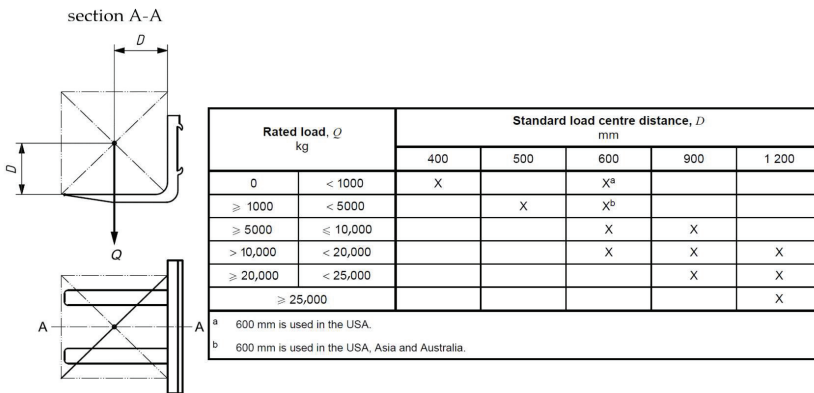 section A-A
D
D
Q
A
A
Rated load, Q
kg
Standard load centre distance, D
mm
400 500 600 900 1 200
0 < 1000 X Xᵃ
⩾ 1000 < 5000 X Xᵇ
⩾ 5000 ⩽ 10,000 X X
> 10,000 < 20,000 X X X
⩾ 20,000 < 25,000 X X
⩾ 25,000 X
ᵃ 600 mm is used in the USA.
ᵇ 600 mm is used in the USA, Asia and Australia.